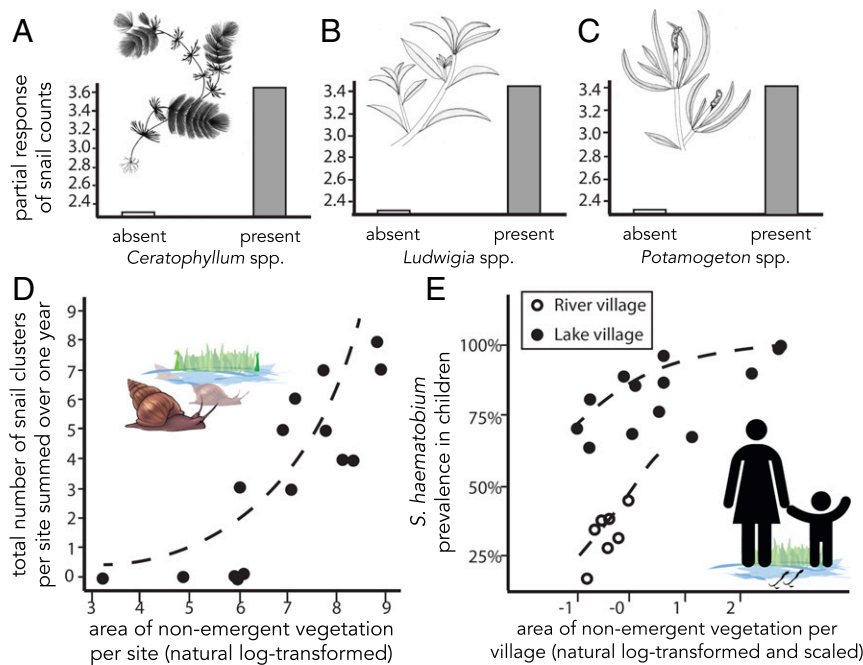 A
B
C
partial response
of snail counts
3.6
3.4
3.2
3.0
2.8
2.6
2.4
absent present
Ceratophyllum spp.
3.4
3.2
3.0
2.8
2.6
2.4
absent present
Ludwigia spp.
3.4
3.2
3.0
2.8
2.6
2.4
absent present
Potamogeton spp.
D
total number of snail clusters
per site summed over one year
9
8
7
6
5
4
3
2
1
0
3 4 5 6 7 8 9
area of non-emergent vegetation
per site (natural log-transformed)
E
River village
Lake village
S. haematobium
prevalence in children
100%
75%
50%
25%
-1 -0 1 2
area of non-emergent vegetation per
village (natural log-transformed and scaled)